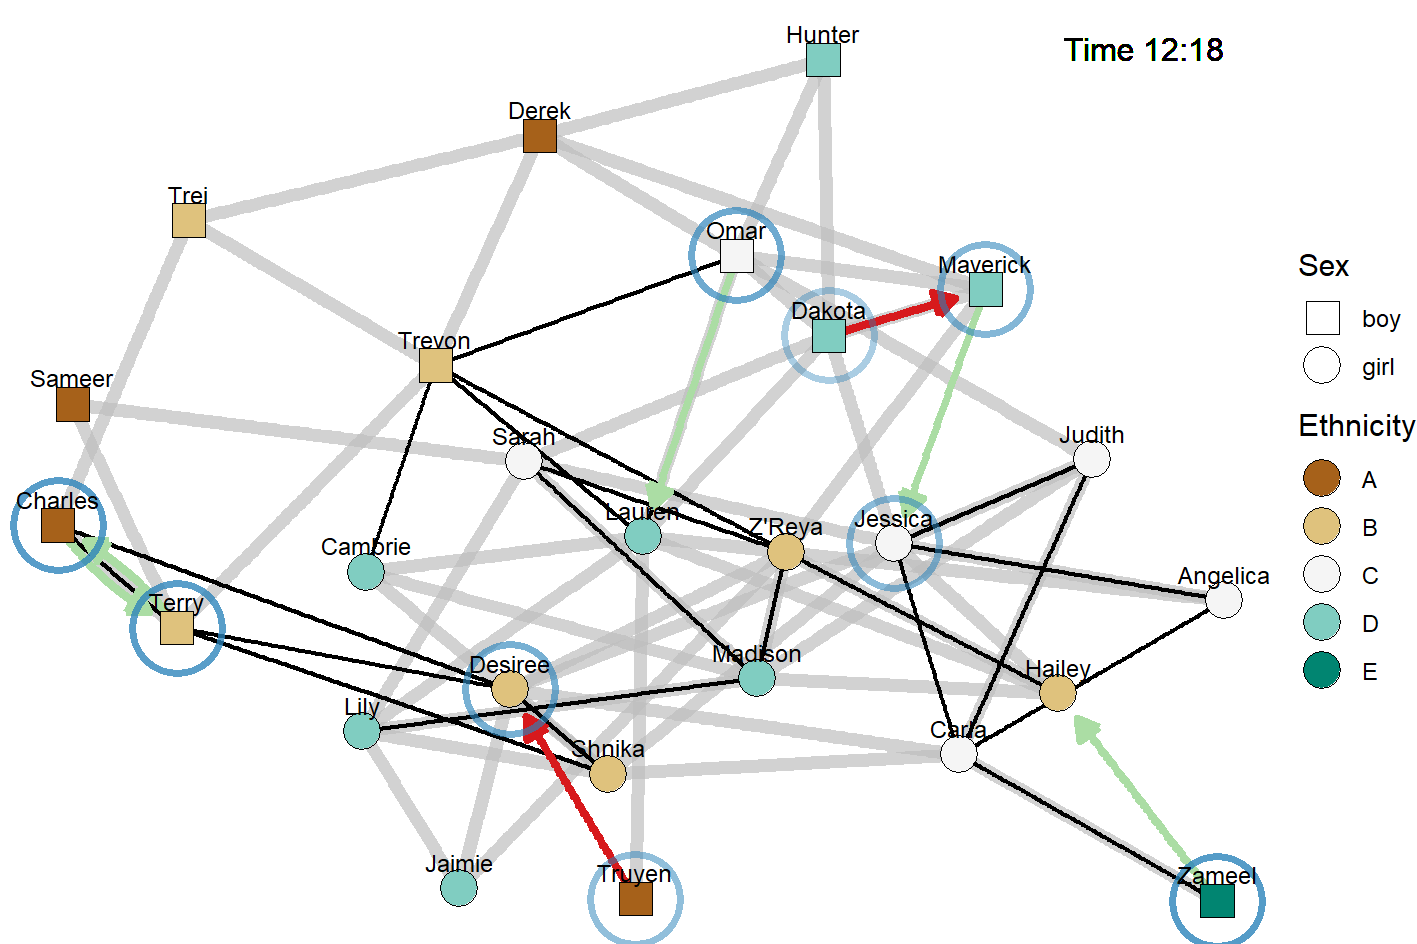 Hunter
Time 12:18
Derek
Trei
Omar
Maverick
Dakota
Trevon
Sameer
Sarah
Judith
Charles
Lauren
Z'Reya
Jessica
Cambrie
Angelica
Terry
Madison
Desiree
Hailey
Lily
Carla
Shnika
Jaimie
Truyen
Zameel
Sex
boy
girl
Ethnicity
A
B
C
D
E